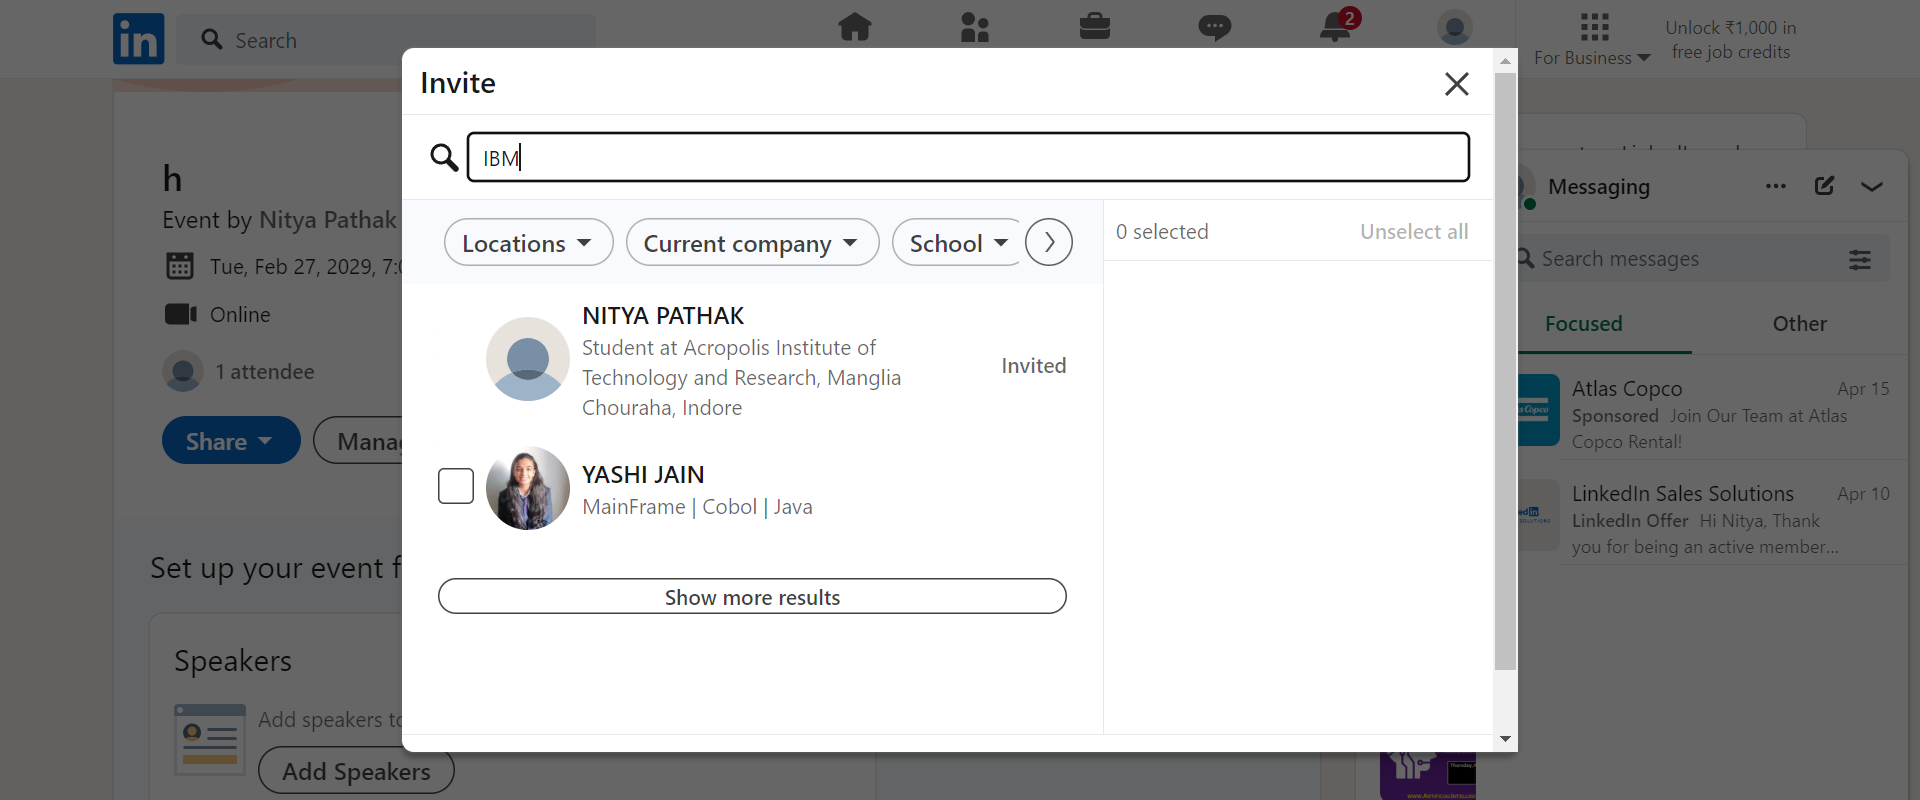 in
Search
2
For Business
Unlock ₹1,000 in
free job credits
Invite
IBM
Locations
Current company
School
0 selected
Unselect all
NITYA PATHAK
Student at Acropolis Institute of
Technology and Research, Manglia
Chouraha, Indore
Invited
YASHI JAIN
MainFrame | Cobol | Java
Show more results
h
Event by Nitya Pathak
Tue, Feb 27, 2029, 7:0
Online
1 attendee
Share
Manag
Set up your event f
Speakers
Add speakers to
Add Speakers
Messaging
Search messages
Focused
Other
Atlas Copco
Apr 15
Sponsored Join Our Team at Atlas
Copco Rental!
LinkedIn Sales Solutions
Apr 10
LinkedIn Offer Hi Nitya, Thank
you for being an active member...